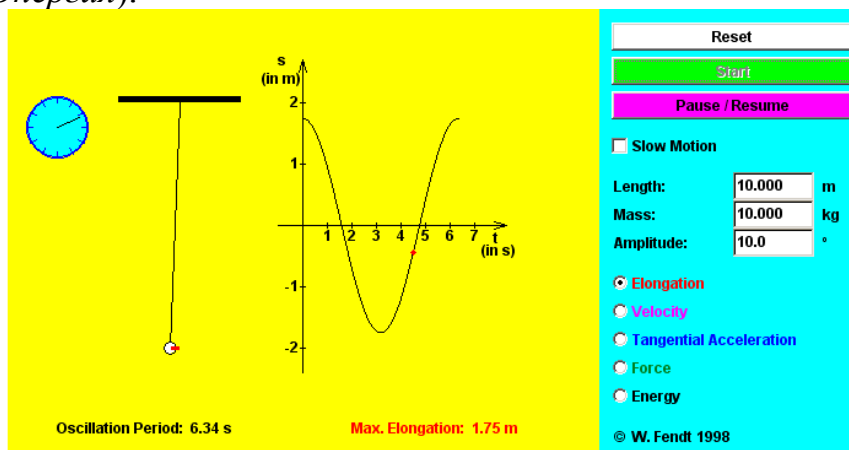 Reset
Start
Pause / Resume
Slow Motion
Length: 10.000 m
Mass: 10.000 kg
Amplitude: 10.0 °
Elongation
Velocity
Tangential Acceleration
Force
Energy
© W. Fendt 1998
s
(in m)
2
1
-1
-2
1 2 3 4 5 6 7 t
(in s)
Oscillation Period: 6.34 s
Max. Elongation: 1.75 m